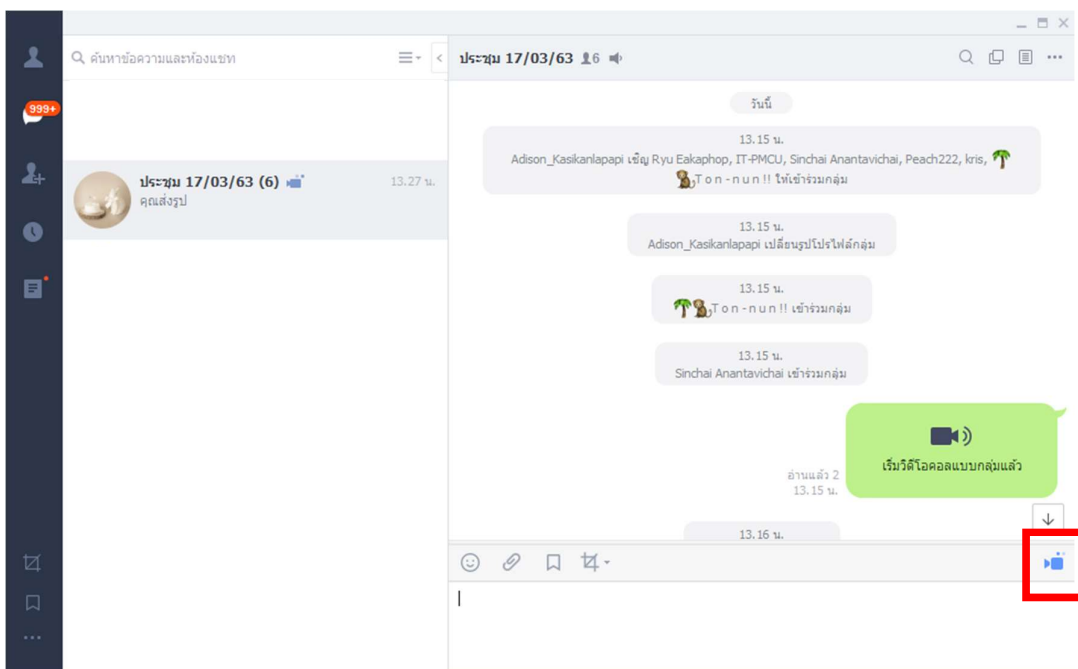 999+
ค้นหาข้อความและห้องแชท
ประชุม 17/03/63 (6)
13.27 น.
คุณส่งรูป
ประชุม 17/03/63 6
วันนี้
13.15 น.
Adison_Kasikanlapapi เชิญ Ryu Eakaphop, IT-PMCU, Sinchai Anantavichai, Peach222, kris, 🌴
🐒,T o n - n u n !! ให้เข้าร่วมกลุ่ม
13.15 น.
Adison_Kasikanlapapi เปลี่ยนรูปโปรไฟล์กลุ่ม
13.15 น.
🌴🐒,T o n - n u n !! เข้าร่วมกลุ่ม
13.15 น.
Sinchai Anantavichai เข้าร่วมกลุ่ม
เริ่มวิดีโอคอลแบบกลุ่มแล้ว
อ่านแล้ว 2
13.15 น.
13.16 น.